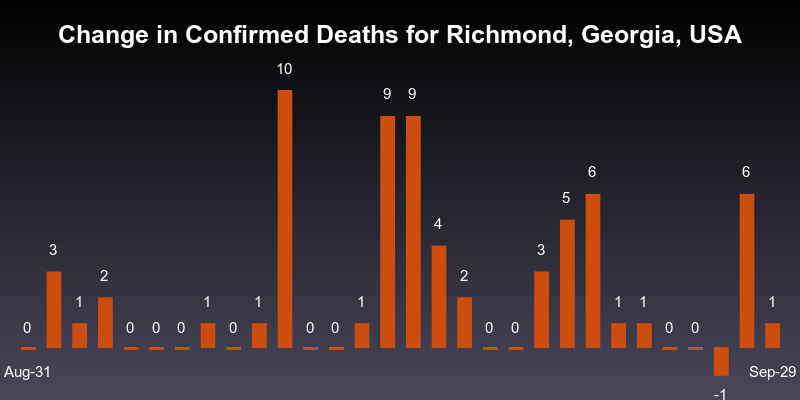 Change in Confirmed Deaths for Richmond, Georgia, USA
0 3 1 2 0 0 0 1 0 1 10 0 0 1 9 9 4 2 0 0 3 5 6 1 1 0 0 -1 6 1
Aug-31 Sep-29